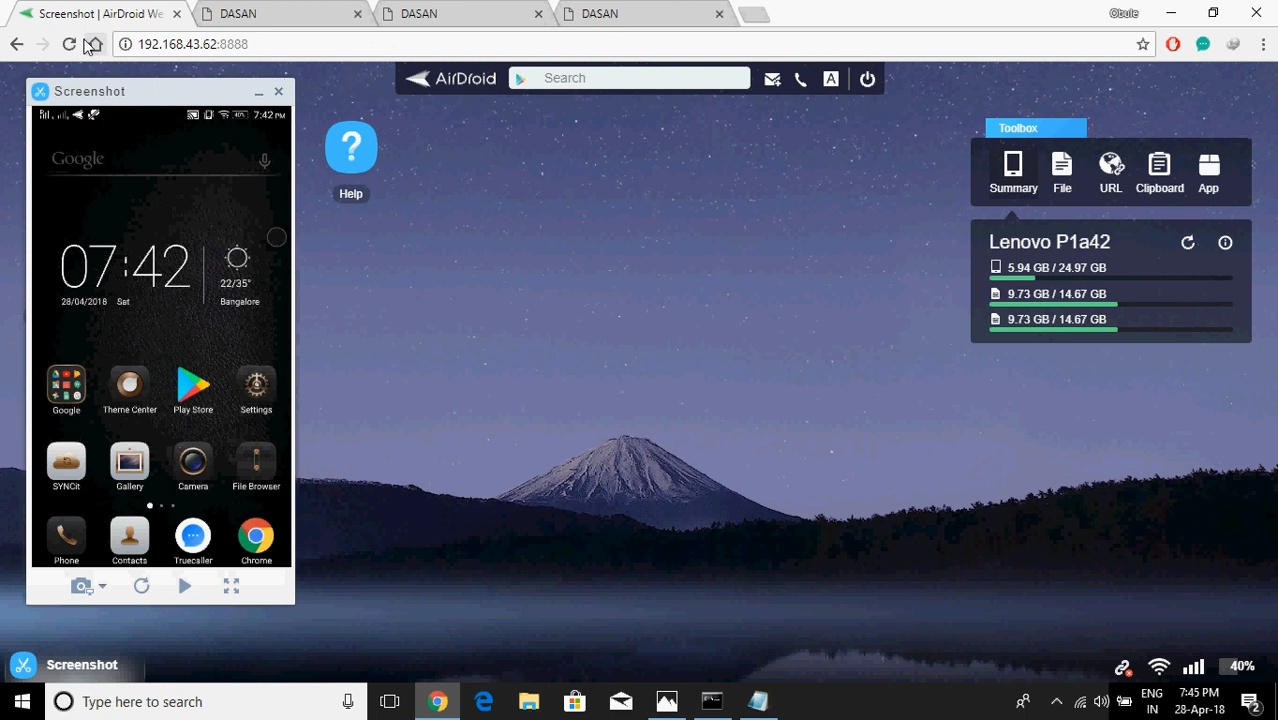 Screenshot | AirDroid We
DASAN
DASAN
DASAN
Obule
192.168.43.62:8888
Screenshot
40%
7:42 PM
Google
07:42
28/04/2018 Sat
22/35°
Bangalore
Google
Theme Center
Play Store
Settings
SYNCit
Gallery
Camera
File Browser
Phone
Contacts
Truecaller
Chrome
AirDroid
Search
A
?
Help
Toolbox
Summary
File
URL
Clipboard
App
Lenovo P1a42
5.94 GB / 24.97 GB
9.73 GB / 14.67 GB
9.73 GB / 14.67 GB
Screenshot
40%
Type here to search
ENG
IN
7:45 PM
28-Apr-18
2